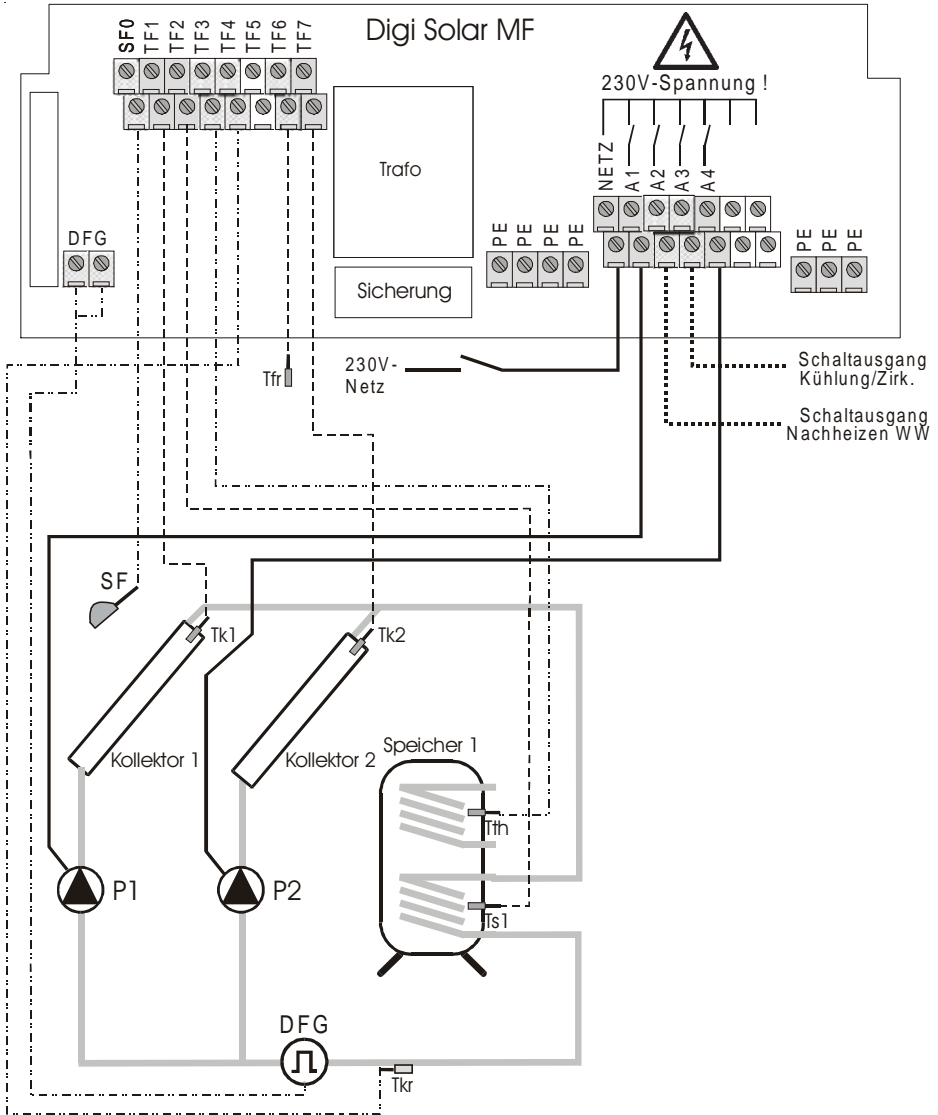 Digi Solar MF
SF0
TF1
TF2
TF3
TF4
TF5
TF6
TF7
230V-Spannung !
Trafo
NETZ
A1
A2
A3
A4
DFG
PE
PE
PE
PE
PE
PE
PE
Sicherung
Tfr
230V-
Netz
Schaltausgang
Kühlung/Zirk.
Schaltausgang
Nachheizen WW
SF
Tk1
Tk2
Kollektor 1
Kollektor 2
Speicher 1
Tth
P1
P2
Ts1
DFG
Tkr